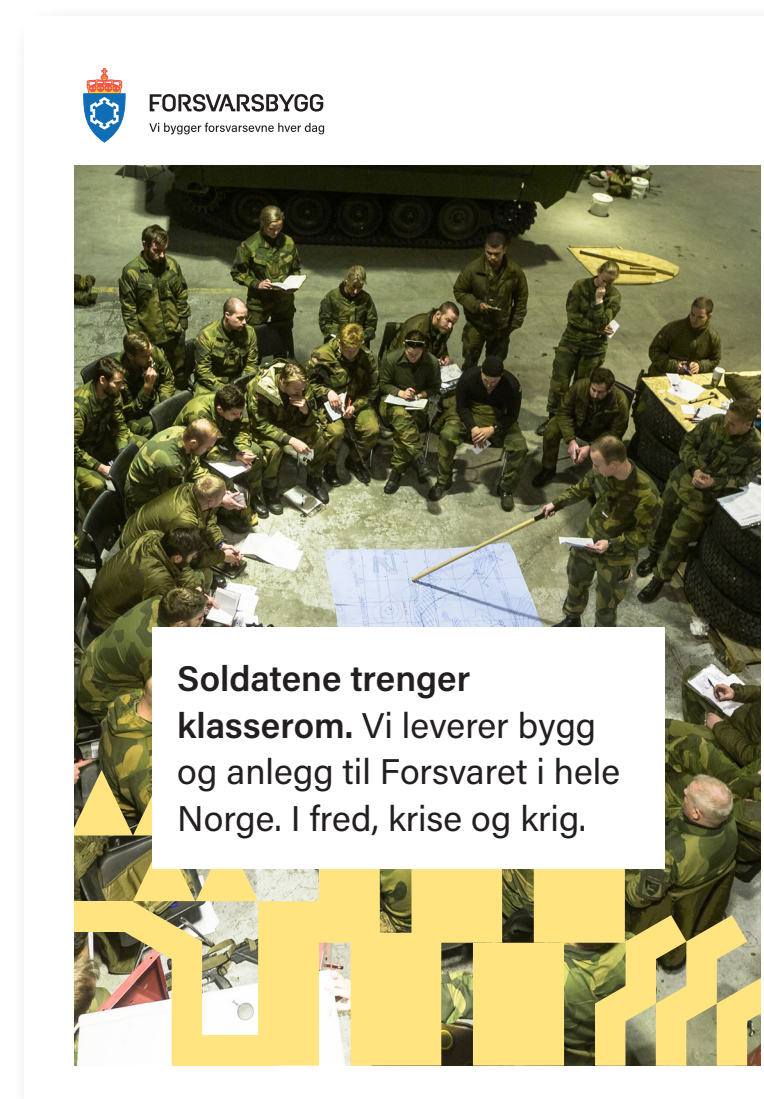 FORSVARSBYGG
Vi bygger forsvarsevne hver dag
Soldatene trenger
klasserom. Vi leverer bygg
og anlegg til Forsvaret i hele
Norge. I fred, krise og krig.